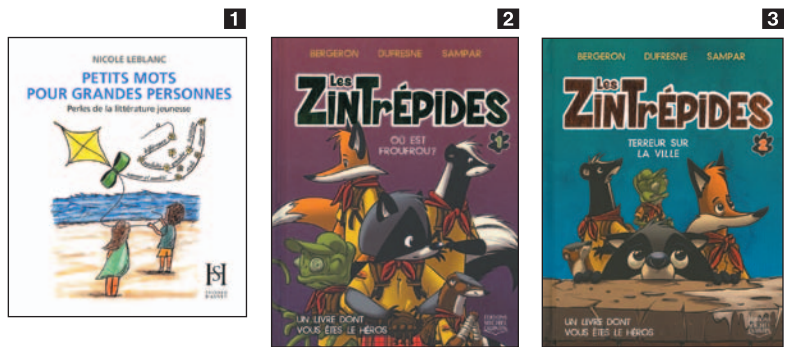 1
NICOLE LEBLANC
PETITS MOTS
POUR GRANDES PERSONNES
Perles de la littérature jeunesse
2
BERGERON DUFRESNE SAMPAR
Les
ZINTRÉPIDES
1
OÙ EST
FROUFROU?
UN LIVRE DONT
VOUS ÊTES LE HÉROS
3
BERGERON DUFRESNE SAMPAR
Les
ZINTRÉPIDES
2
TERREUR SUR
LA VILLE
UN LIVRE DONT
VOUS ÊTES LE HÉROS